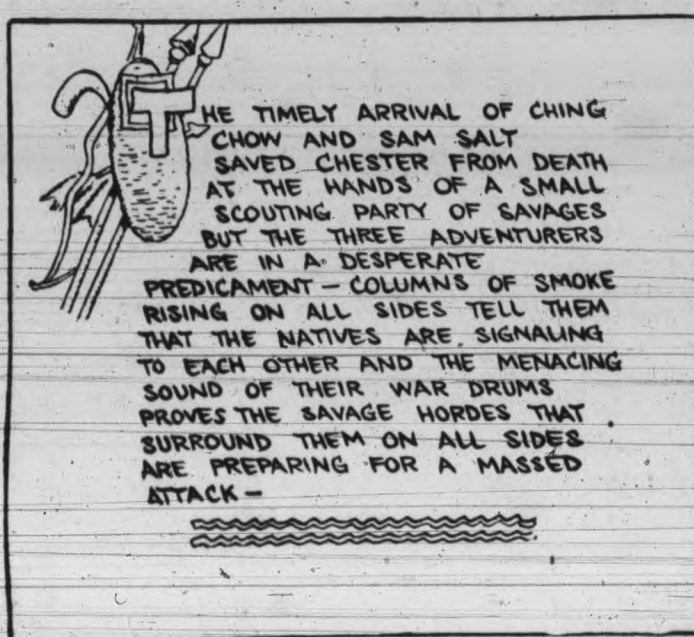 THE TIMELY ARRIVAL OF CHING
CHOW AND SAM SALT
SAVED CHESTER FROM DEATH
AT THE HANDS OF A SMALL
SCOUTING PARTY OF SAVAGES
BUT THE THREE ADVENTURERS
ARE IN A DESPERATE
PREDICAMENT — COLUMNS OF SMOKE
RISING ON ALL SIDES TELL THEM
THAT THE NATIVES ARE SIGNALING
TO EACH OTHER AND THE MENACING
SOUND OF THEIR WAR DRUMS
PROVES THE SAVAGE HORDES THAT
SURROUND THEM ON ALL SIDES
ARE PREPARING FOR A MASSED
ATTACK —